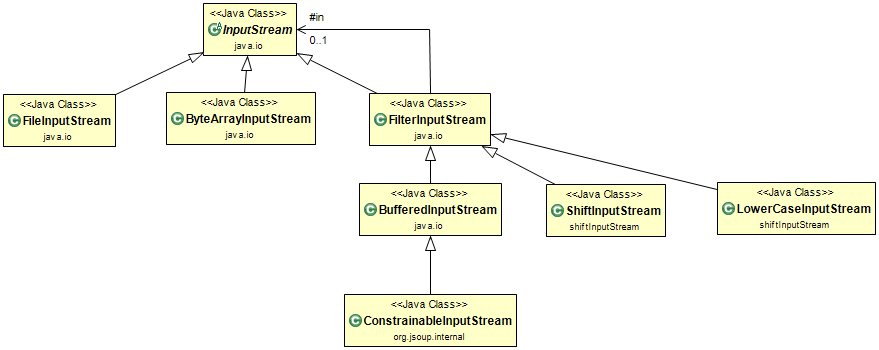 <<Java Class>>
InputStream
java.io
#in
0..1
<<Java Class>>
FileInputStream
java.io
<<Java Class>>
ByteArrayInputStream
java.io
<<Java Class>>
FilterInputStream
java.io
<<Java Class>>
BufferedInputStream
java.io
<<Java Class>>
ShiftInputStream
shiftInputStream
<<Java Class>>
LowerCaseInputStream
shiftInputStream
<<Java Class>>
ConstrainableInputStream
org.jsoup.internal